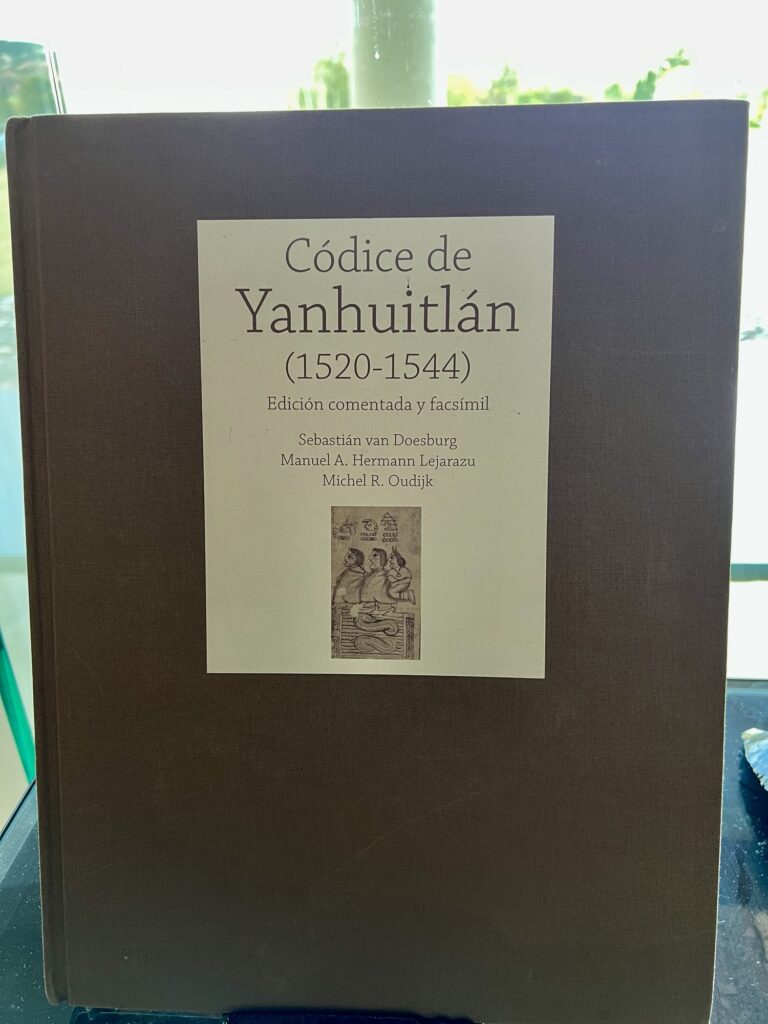 Códice de
Yanhuitlán
(1520-1544)
Edición comentada y facsímil
Sebastián van Doesburg
Manuel A. Hermann Lejarazu
Michel R. Oudijk